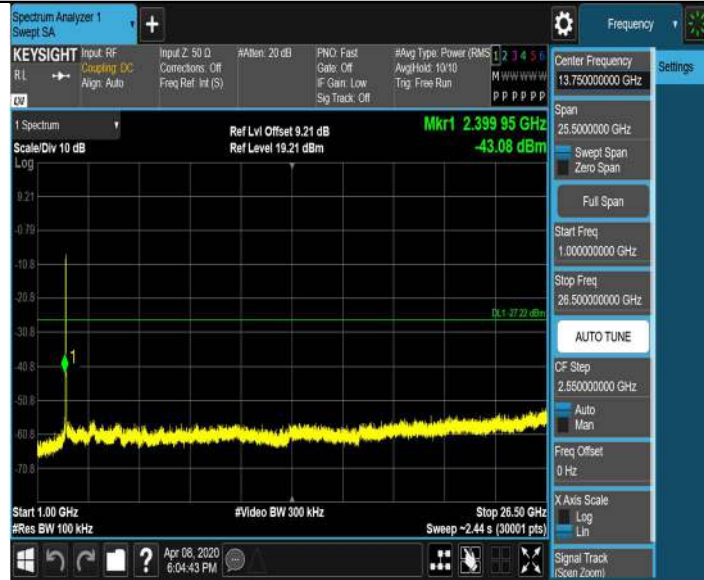 Spectrum Analyzer 1
Swept SA
+
Frequency
KEYSIGHT
RL
Input: RF
Coupling: DC
Align: Auto
Input Z: 50 Ω
Corrections: Off
Freq Ref: Int (S)
#Atten: 20 dB
PNO: Fast
Gate: Off
IF Gain: Low
Sig Track: Off
#Avg Type: Power (RMS
Avg|Hold: 10/10
Trig: Free Run
1 2 3 4 5 6
M W W W W W
P P P P P P
1 Spectrum
Scale/Div 10 dB
Log
Ref Lvl Offset 9.21 dB
Ref Level 19.21 dBm
Mkr1 2.399 95 GHz
-43.08 dBm
9.21
-0.79
-10.8
-20.8
-30.8
-40.8
-50.8
-60.8
-70.8
DL1 -27.22 dBm
1
Start 1.00 GHz
#Res BW 100 kHz
#Video BW 300 kHz
Stop 26.50 GHz
Sweep ~2.44 s (30001 pts)
?
Apr 08, 2020
6:04:43 PM
Center Frequency
13.750000000 GHz
Settings
Span
25.5000000 GHz
Swept Span
Zero Span
Full Span
Start Freq
1.000000000 GHz
Stop Freq
26.500000000 GHz
AUTO TUNE
CF Step
2.550000000 GHz
Auto
Man
Freq Offset
0 Hz
X Axis Scale
Log
Lin
Signal Track
(Span Zoom)